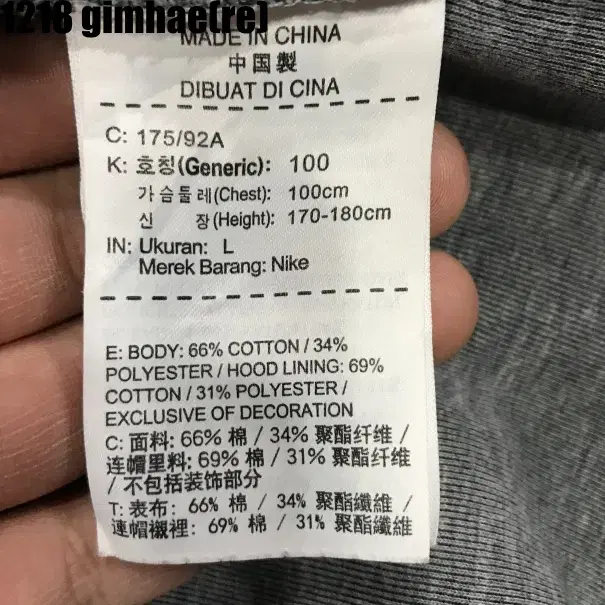 1218 gimhae[re]
MADE IN CHINA
中国製
DIBUAT DI CINA
C: 175/92A
K: 호칭(Generic): 100
가슴둘레(Chest): 100cm
신 장(Height): 170-180cm
IN: Ukuran: L
Merek Barang: Nike
E: BODY: 66% COTTON / 34%
POLYESTER / HOOD LINING: 69%
COTTON / 31% POLYESTER /
EXCLUSIVE OF DECORATION
C: 面料: 66% 棉 / 34% 聚酯纤维 /
连帽里料: 69% 棉 / 31% 聚酯纤维
/ 不包括装饰部分
T: 表布: 66% 棉 / 34% 聚酯纖維 /
連帽襯裡: 69% 棉 / 31% 聚酯纖維